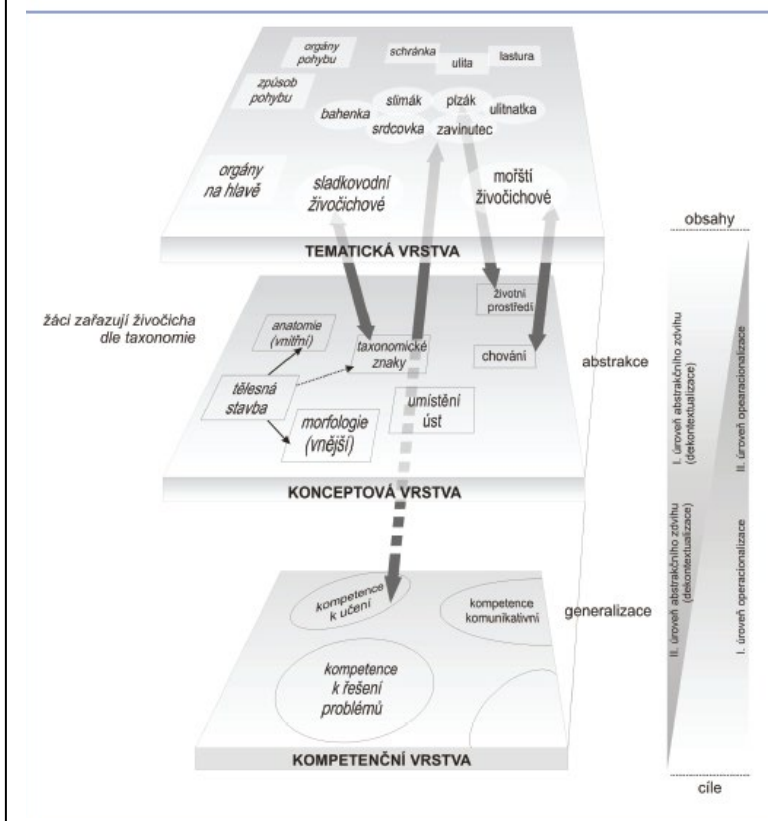 orgány
pohybu
schránka
ulita
lastura
způsob
pohybu
slimák
plzák
bahenka
ulitnatka
srdcovka
zavinutec
orgány
na hlavě
sladkovodní
živočichové
mořští
živočichové
obsahy
TEMATICKÁ VRSTVA
žáci zařazují živočicha
dle taxonomie
anatomie
(vnitřní)
taxonomické
znaky
životní
prostředí
chování
abstrakce
tělesná
stavba
morfologie
(vnější)
umístění
úst
KONCEPTOVÁ VRSTVA
I. úroveň abstrakčního zdvihu
(dekontextualizace)
II. úroveň opearacionalizace
kompetence
k učení
kompetence
komunikativní
generalizace
kompetence
k řešení
problémů
KOMPETENČNÍ VRSTVA
II. úroveň abstrakčního zdvihu
(dekontextualizace)
I. úroveň operacionalizace
cíle